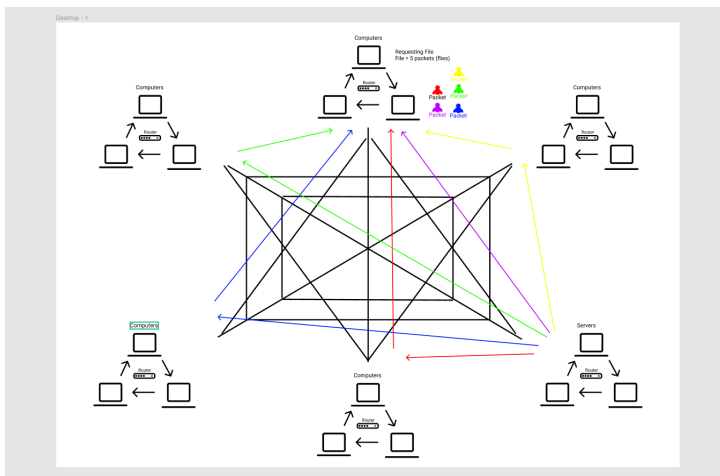 Desktop - 1
Computers
Requesting File
File = 5 packets (files)
Router
Packet
Packet
Packet
Packet
Packet
Computers
Router
Computers
Router
Computers
Router
Computers
Router
Servers
Router